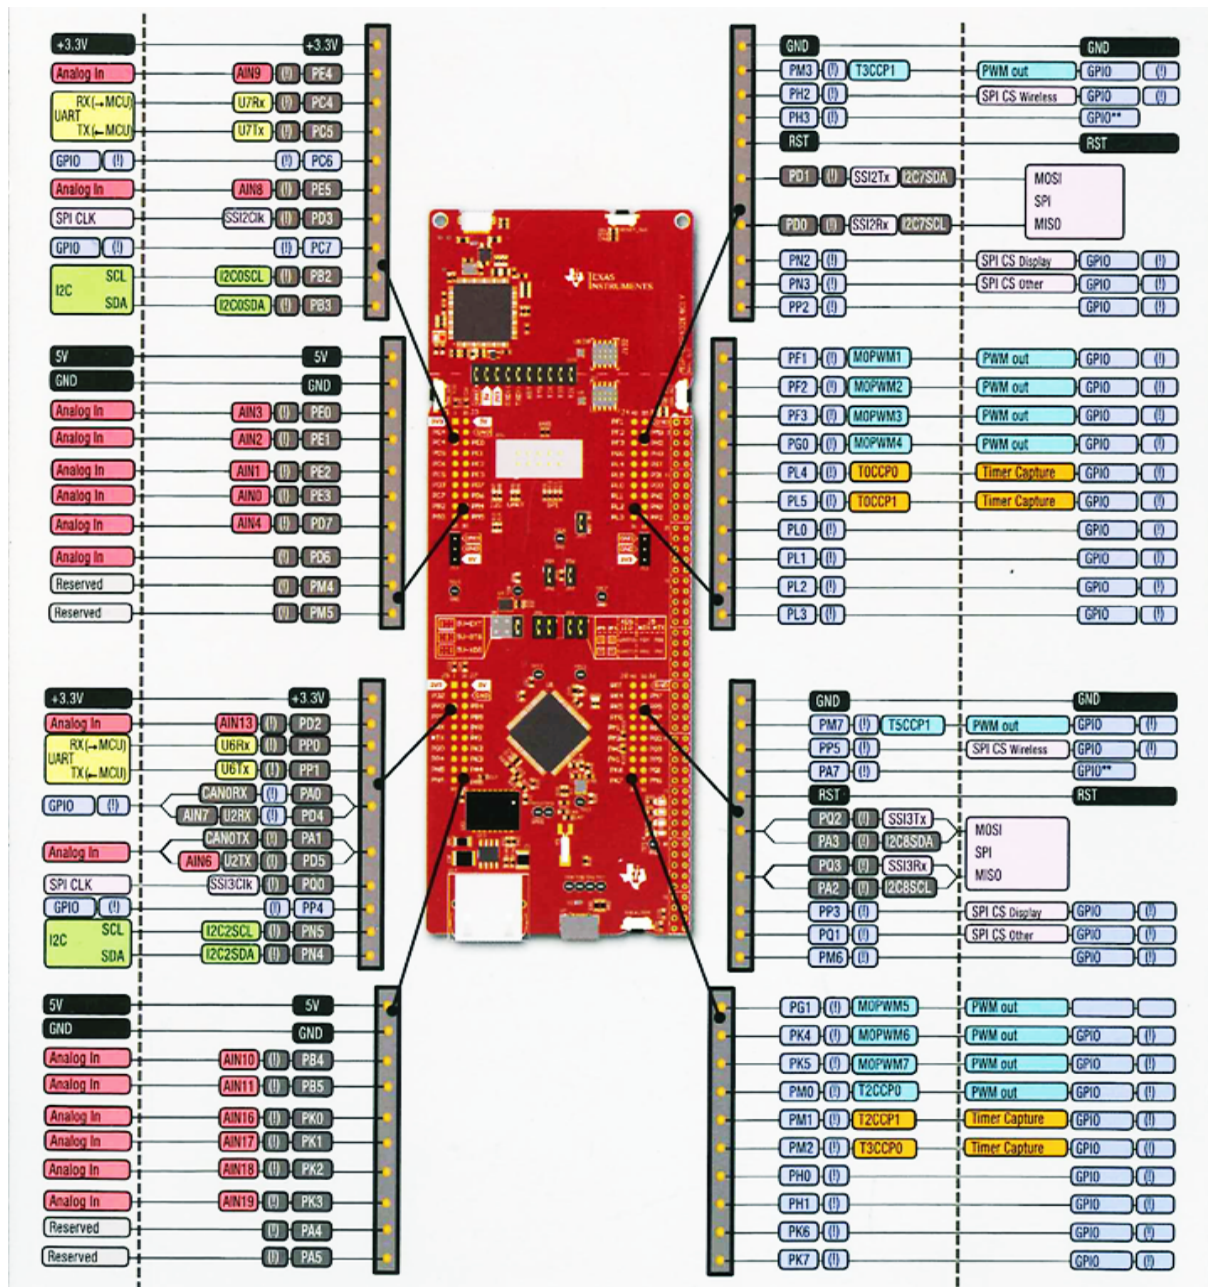 +3.3V +3.3V
Analog In AIN9 (!) PE4
RX(→MCU) U7Rx (!) PC4
UART
TX(←MCU) U7Tx (!) PC5
GPIO (!) (!) PC6
Analog In AIN8 (!) PE5
SPI CLK SSI2Clk (!) PD3
GPIO (!) (!) PC7
SCL I2C0SCL (!) PB2
I2C
SDA I2C0SDA (!) PB3
GND GND
PM3 (!) T3CCP1 PWM out GPIO (!)
PH2 (!) SPI CS Wireless GPIO (!)
PH3 (!) GPIO**
RST RST
PD1 (!) SSI2Tx I2C7SDA MOSI
SPI
PD0 (!) SSI2Rx I2C7SCL MISO
PN2 (!) SPI CS Display GPIO (!)
PN3 (!) SPI CS Other GPIO (!)
PP2 (!) GPIO (!)
TEXAS
INSTRUMENTS
5V 5V
GND GND
Analog In AIN3 (!) PE0
Analog In AIN2 (!) PE1
Analog In AIN1 (!) PE2
Analog In AIN0 (!) PE3
Analog In AIN4 (!) PD7
Analog In (!) PD6
Reserved (!) PM4
Reserved (!) PM5
PF1 (!) M0PWM1 PWM out GPIO (!)
PF2 (!) M0PWM2 PWM out GPIO (!)
PF3 (!) M0PWM3 PWM out GPIO (!)
PG0 (!) M0PWM4 PWM out GPIO (!)
PL4 (!) T0CCP0 Timer Capture GPIO (!)
PL5 (!) T0CCP1 Timer Capture GPIO (!)
PL0 (!) GPIO (!)
PL1 (!) GPIO (!)
PL2 (!) GPIO (!)
PL3 (!) GPIO (!)
+3.3V +3.3V
Analog In AIN13 (!) PD2
RX(→MCU) U6Rx (!) PP0
UART
TX(←MCU) U6Tx (!) PP1
CAN0RX (!) PA0
GPIO (!)
AIN7 U2RX (!) PD4
CAN0TX (!) PA1
Analog In
AIN6 U2TX (!) PD5
SPI CLK SSI3Clk (!) PQ0
GPIO (!) (!) PP4
SCL I2C2SCL (!) PN5
I2C
SDA I2C2SDA (!) PN4
GND GND
PM7 (!) T5CCP1 PWM out GPIO (!)
PP5 (!) SPI CS Wireless GPIO (!)
PA7 (!) GPIO**
RST RST
PQ2 (!) SSI3Tx
MOSI
PA3 (!) I2C8SDA
SPI
PQ3 (!) SSI3Rx
MISO
PA2 (!) I2C8SCL
PP3 (!) SPI CS Display GPIO (!)
PQ1 (!) SPI CS Other GPIO (!)
PM6 (!) GPIO (!)
5V 5V
GND GND
Analog In AIN10 (!) PB4
Analog In AIN11 (!) PB5
Analog In AIN16 (!) PK0
Analog In AIN17 (!) PK1
Analog In AIN18 (!) PK2
Analog In AIN19 (!) PK3
Reserved (!) PA4
Reserved (!) PA5
PG1 (!) M0PWM5 PWM out
PK4 (!) M0PWM6 PWM out GPIO (!)
PK5 (!) M0PWM7 PWM out GPIO (!)
PM0 (!) T2CCP0 PWM out GPIO (!)
PM1 (!) T2CCP1 Timer Capture GPIO (!)
PM2 (!) T3CCP0 Timer Capture GPIO (!)
PH0 (!) GPIO (!)
PH1 (!) GPIO (!)
PK6 (!) GPIO (!)
PK7 (!) GPIO (!)